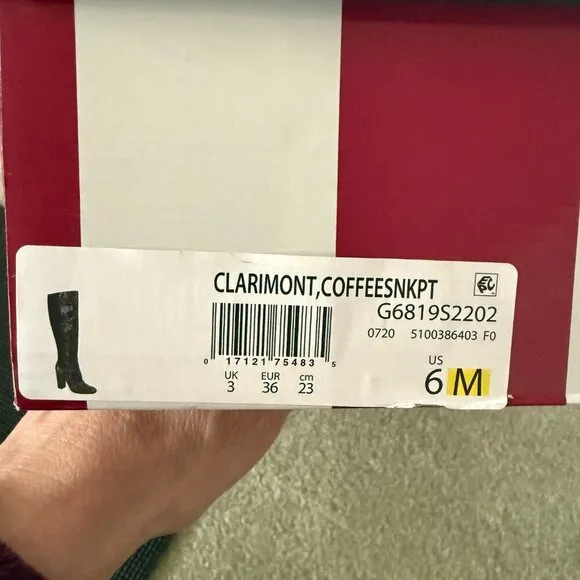 CLARIMONT,COFFEESNKPT
G6819S2202
0720 5100386403 F0
0 17121 75483 5
UK EUR cm
3 36 23
US
6 M